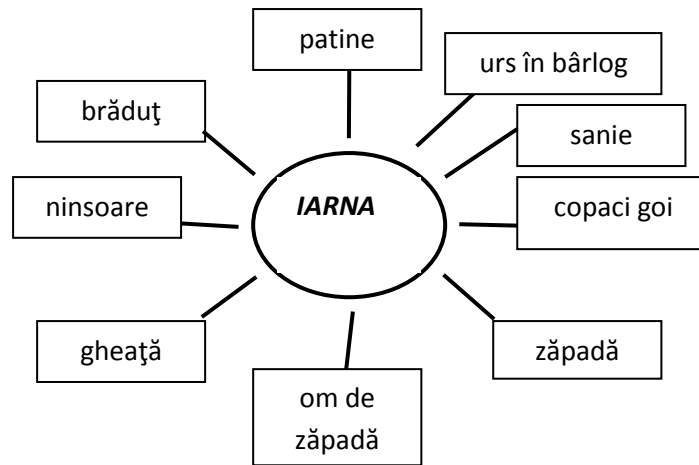 patine
urs în bârlog
brăduţ
sanie
ninsoare
IARNA
copaci goi
gheaţă
zăpadă
om de
zăpadă